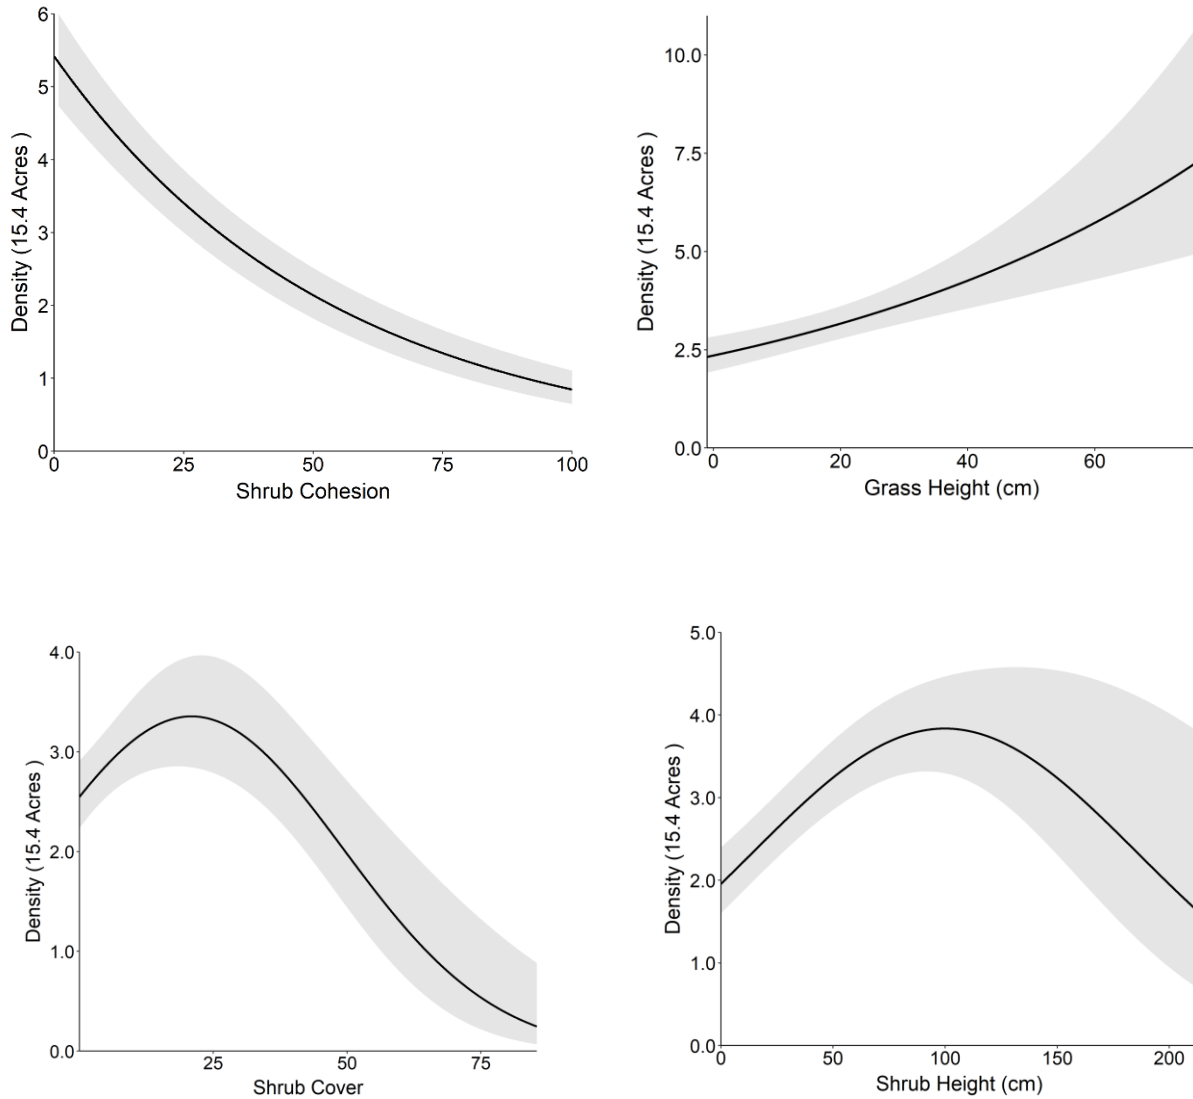 6
5
4
3
2
1
0
Density (15.4 Acres )
0 25 50 75 100
Shrub Cohesion
10.0
7.5
5.0
2.5
0.0
Density (15.4 Acres )
0 20 40 60
Grass Height (cm)
4.0
3.0
2.0
1.0
0.0
Density (15.4 Acres )
25 50 75
Shrub Cover
5.0
4.0
3.0
2.0
1.0
0.0
Density (15.4 Acres )
0 50 100 150 200
Shrub Height (cm)